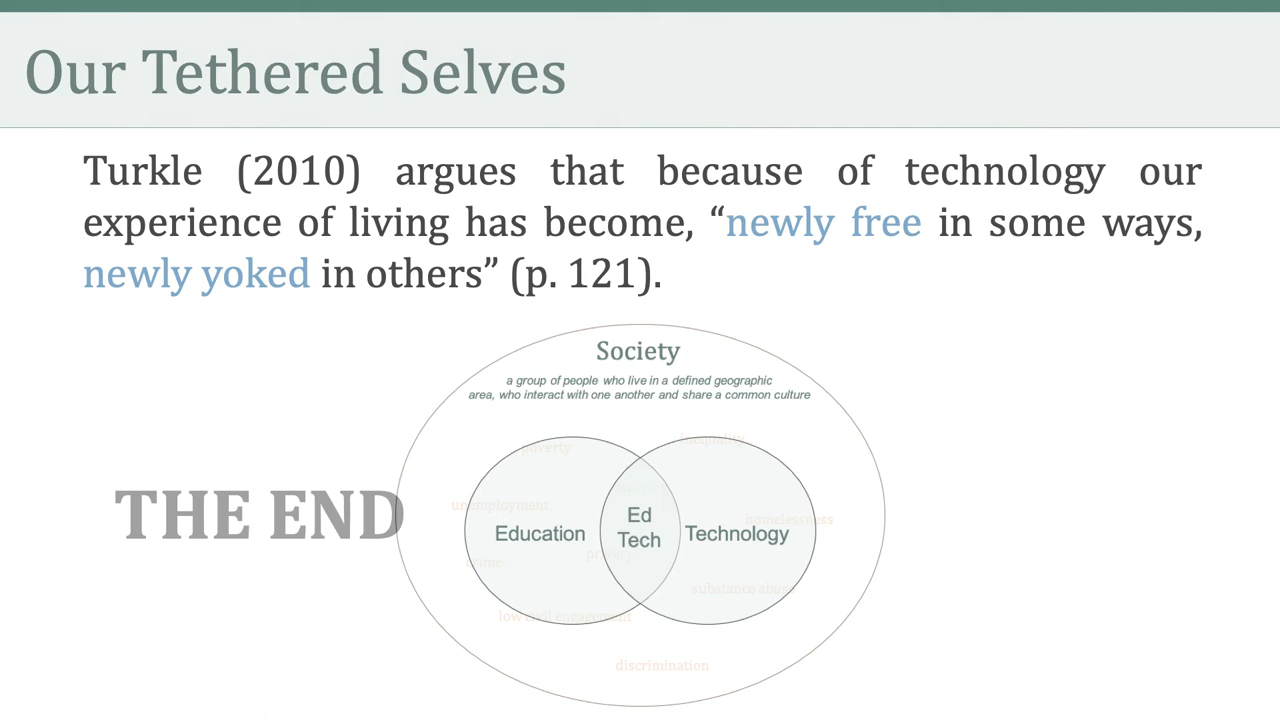 Our Tethered Selves
Turkle (2010) argues that because of technology our
experience of living has become, “newly free in some ways,
newly yoked in others” (p. 121).
Society
a group of people who live in a defined geographic
area, who interact with one another and share a common culture
inequality
poverty
unemployment
THE END
Ed
Tech
homelessness
Education
Technology
crime
substance abuse
low civil engagement
discrimination